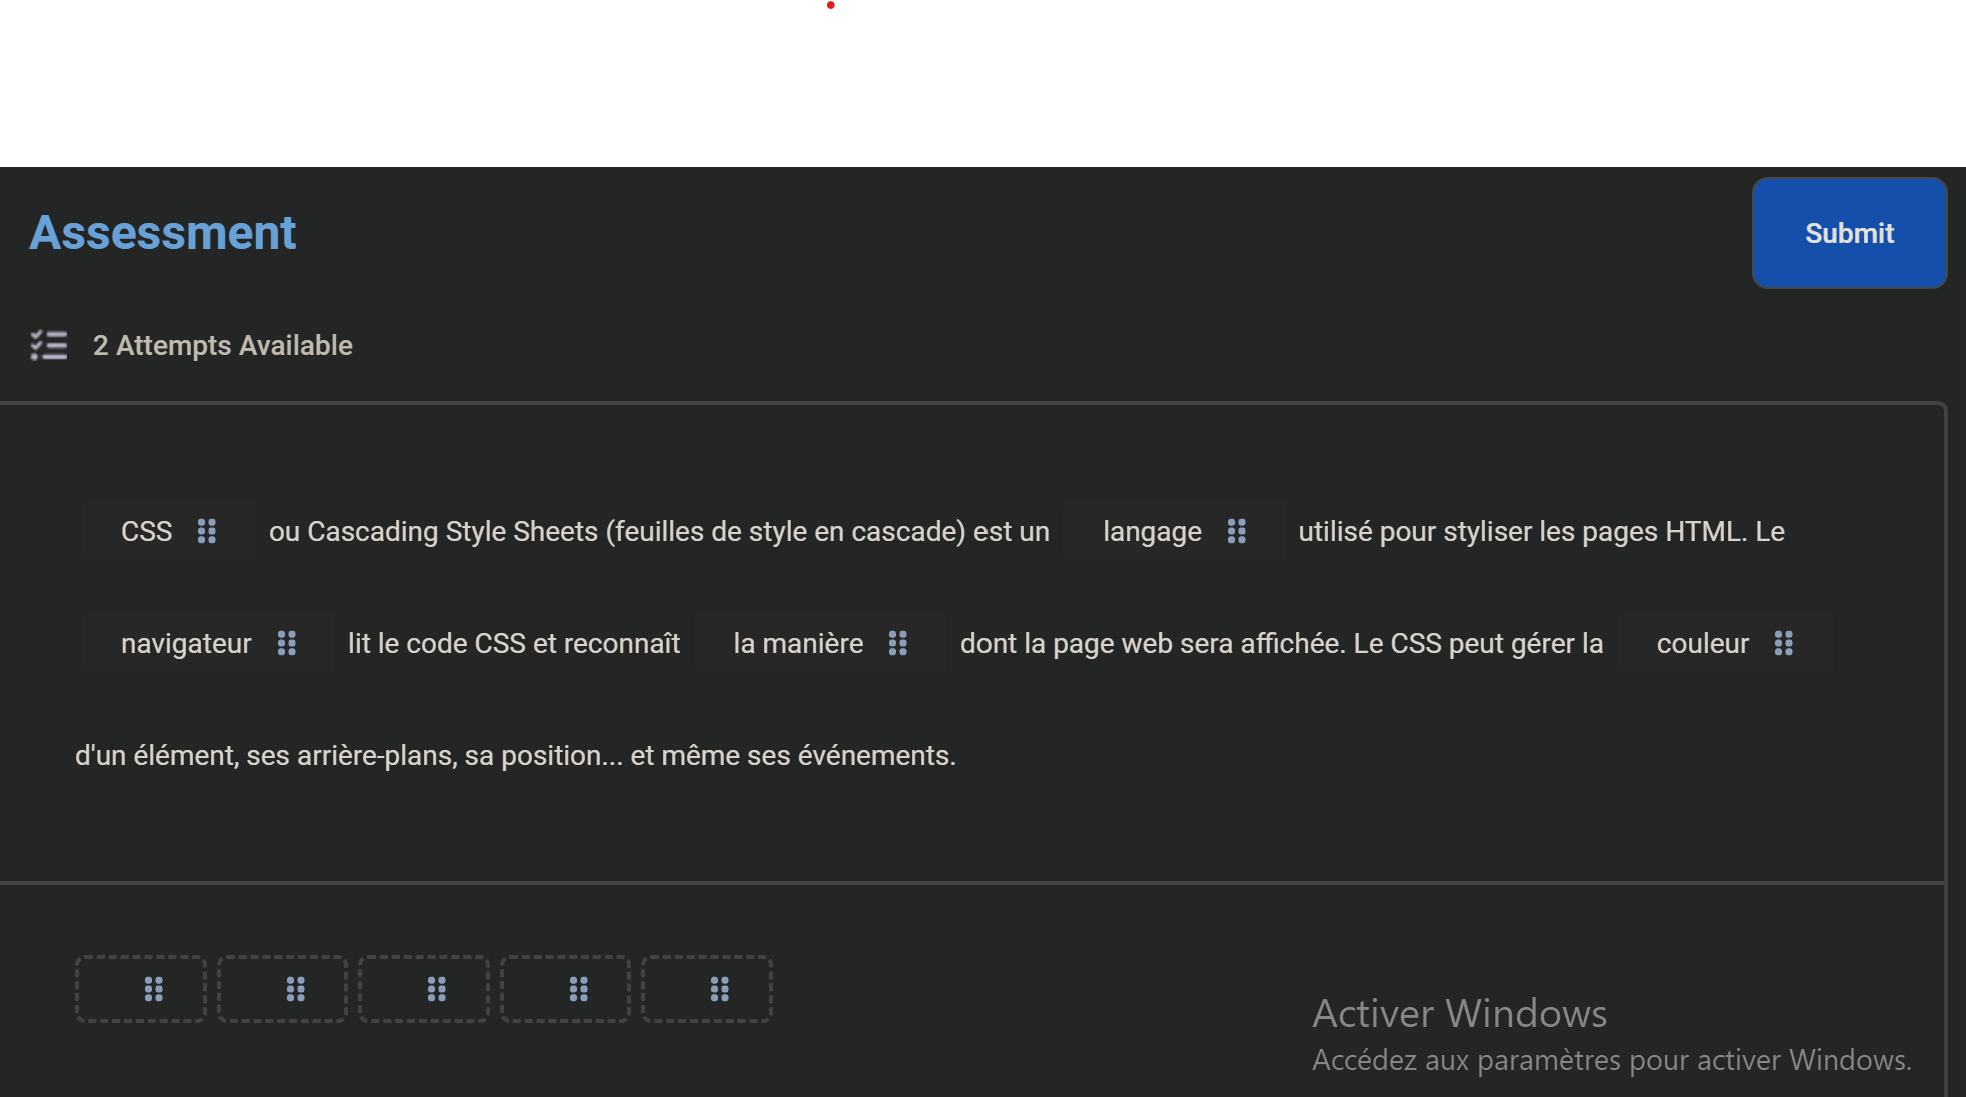 Assessment
Submit
2 Attempts Available
CSS ou Cascading Style Sheets (feuilles de style en cascade) est un langage utilisé pour styliser les pages HTML. Le
navigateur lit le code CSS et reconnaît la manière dont la page web sera affichée. Le CSS peut gérer la couleur
d'un élément, ses arrière-plans, sa position... et même ses événements.
Activer Windows
Accédez aux paramètres pour activer Windows.